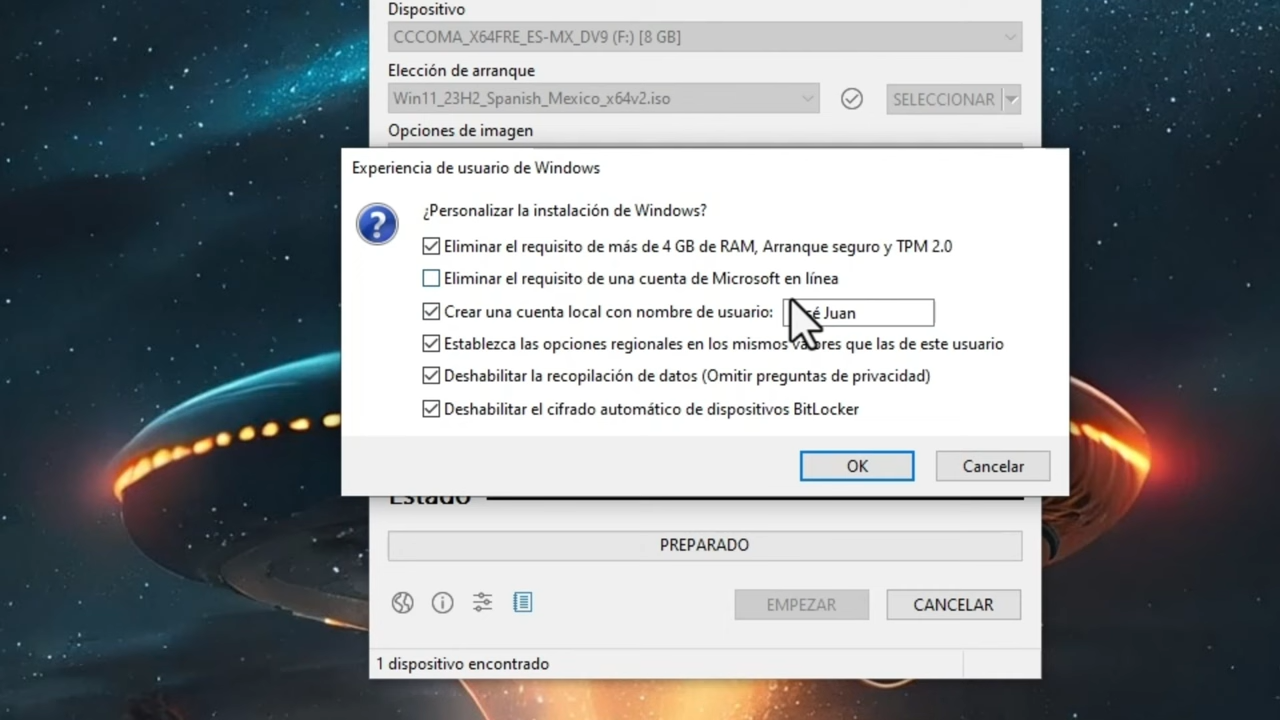 Dispositivo
CCCOMA_X64FRE_ES-MX_DV9 (F:) [8 GB]
Elección de arranque
Win11_23H2_Spanish_Mexico_x64v2.iso
SELECCIONAR
Opciones de imagen
Experiencia de usuario de Windows
¿Personalizar la instalación de Windows?
Eliminar el requisito de más de 4 GB de RAM, Arranque seguro y TPM 2.0
Eliminar el requisito de una cuenta de Microsoft en línea
Crear una cuenta local con nombre de usuario: Juan
Establezca las opciones regionales en los mismos valores que las de este usuario
Deshabilitar la recopilación de datos (Omitir preguntas de privacidad)
Deshabilitar el cifrado automático de dispositivos BitLocker
OK
Cancelar
Estado
PREPARADO
EMPEZAR
CANCELAR
1 dispositivo encontrado